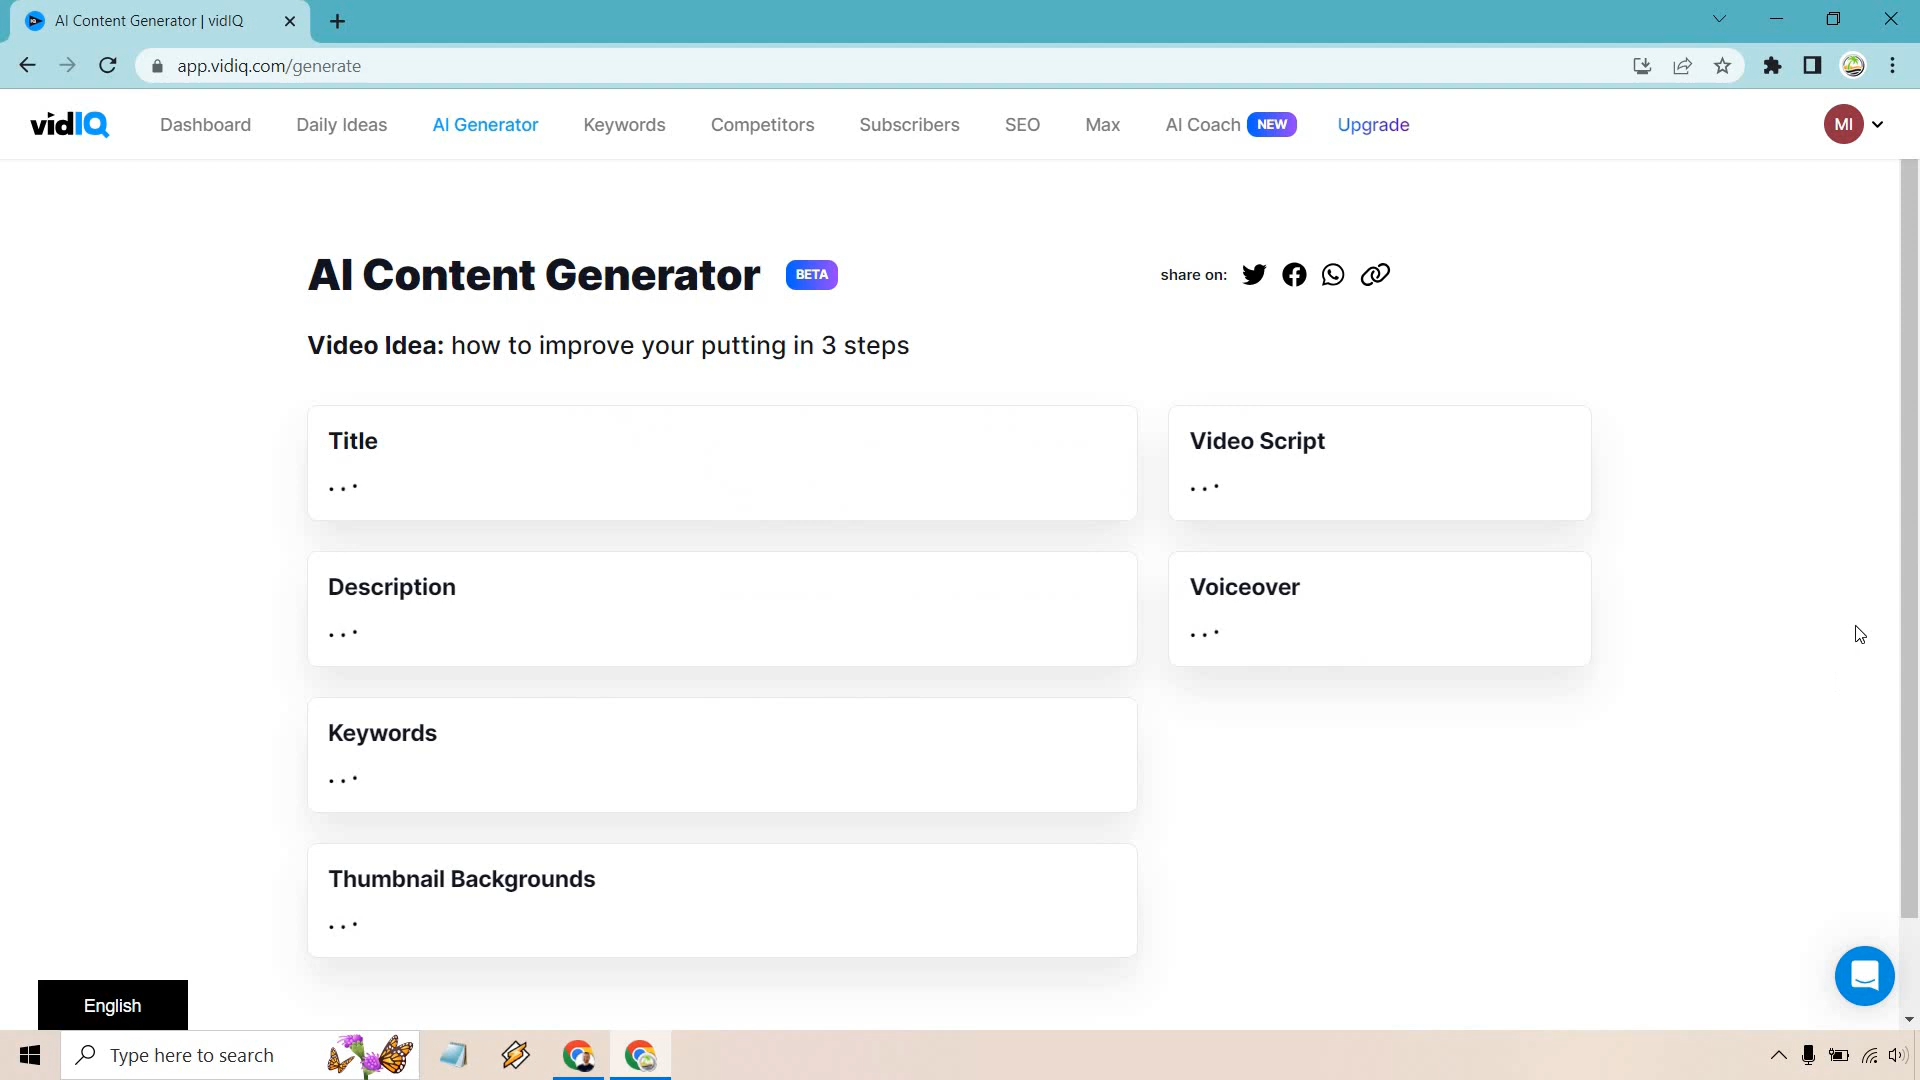 AI Content Generator | vidIQ
app.vidiq.com/generate
vidIQ
Dashboard
Daily Ideas
AI Generator
Keywords
Competitors
Subscribers
SEO
Max
AI Coach NEW
Upgrade
MI
AI Content Generator BETA
share on:
Video Idea: how to improve your putting in 3 steps
Title
...
Video Script
...
Description
...
Voiceover
...
Keywords
...
Thumbnail Backgrounds
...
English
Type here to search